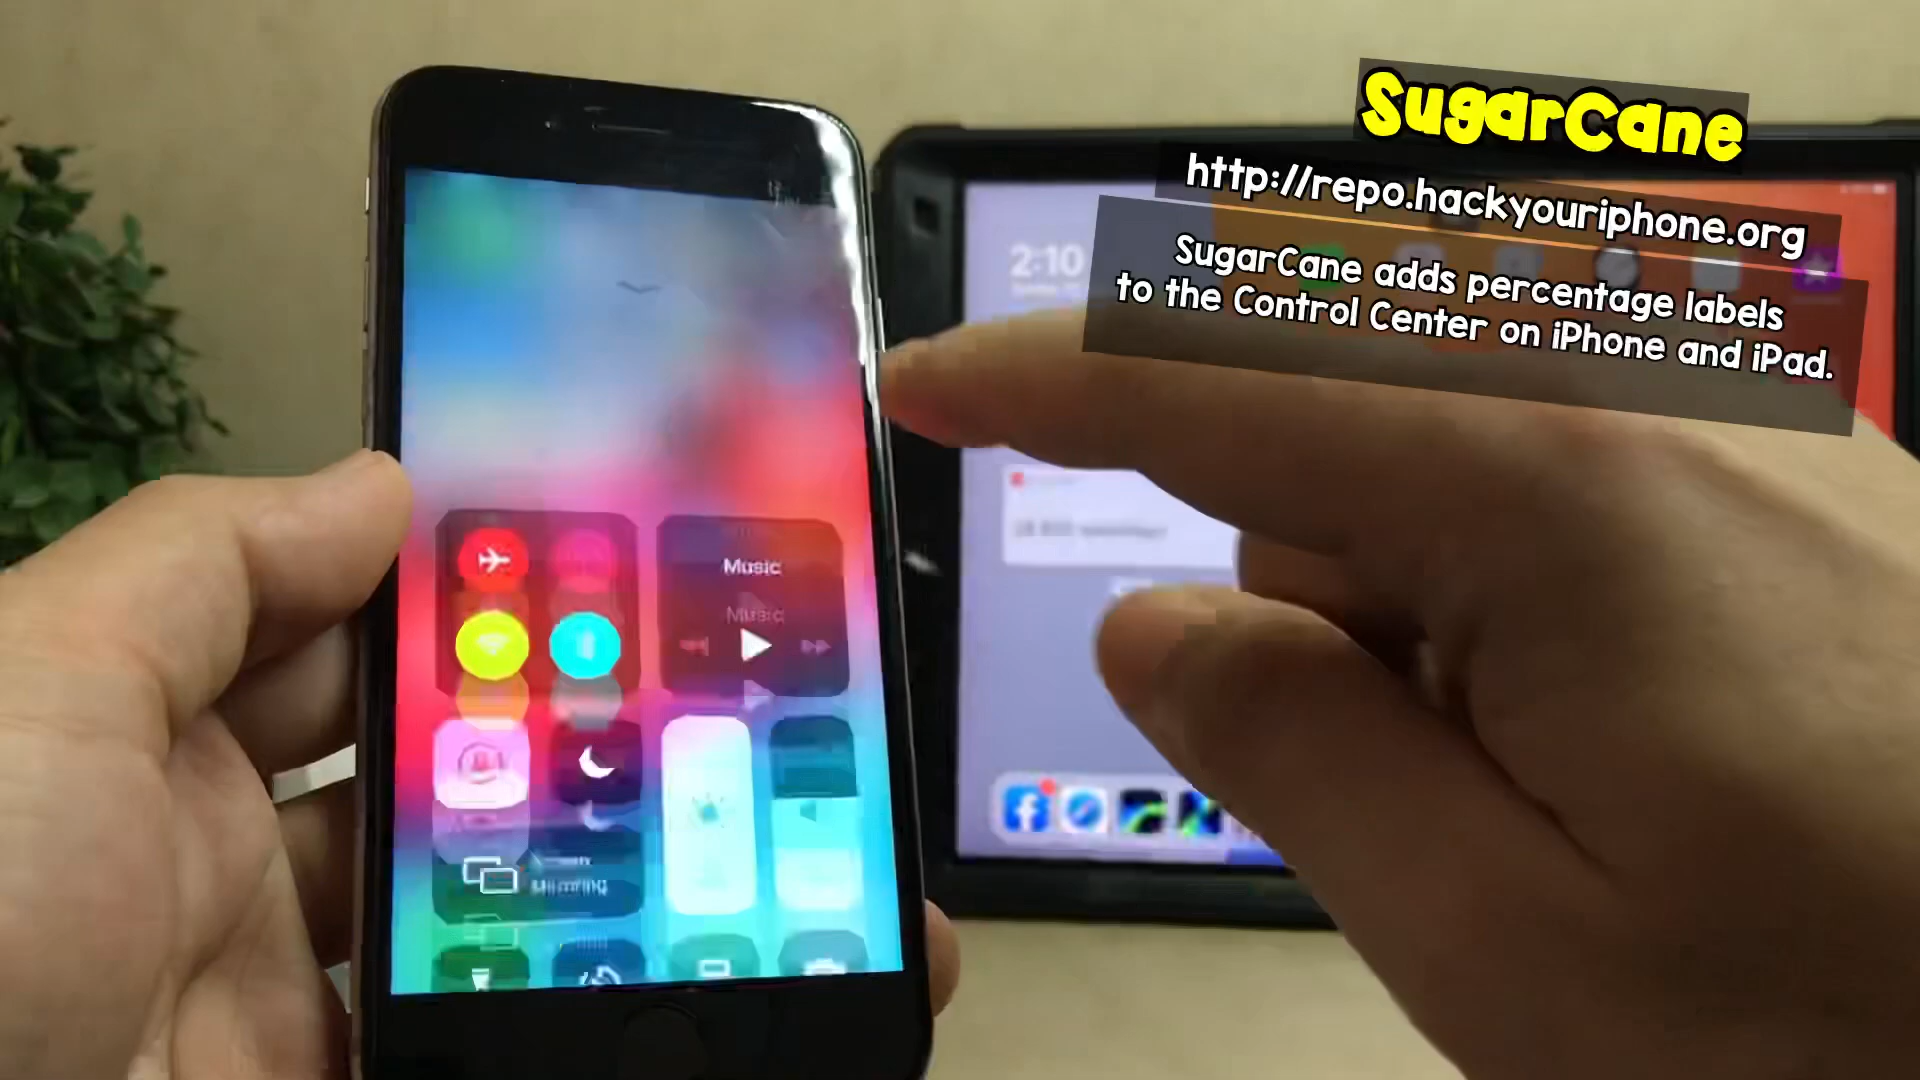 SugarCane
http://repo.hackyouriphone.org
SugarCane adds percentage labels
to the Control Center on iPhone and iPad.
2:10
Music
Music
Mirroring